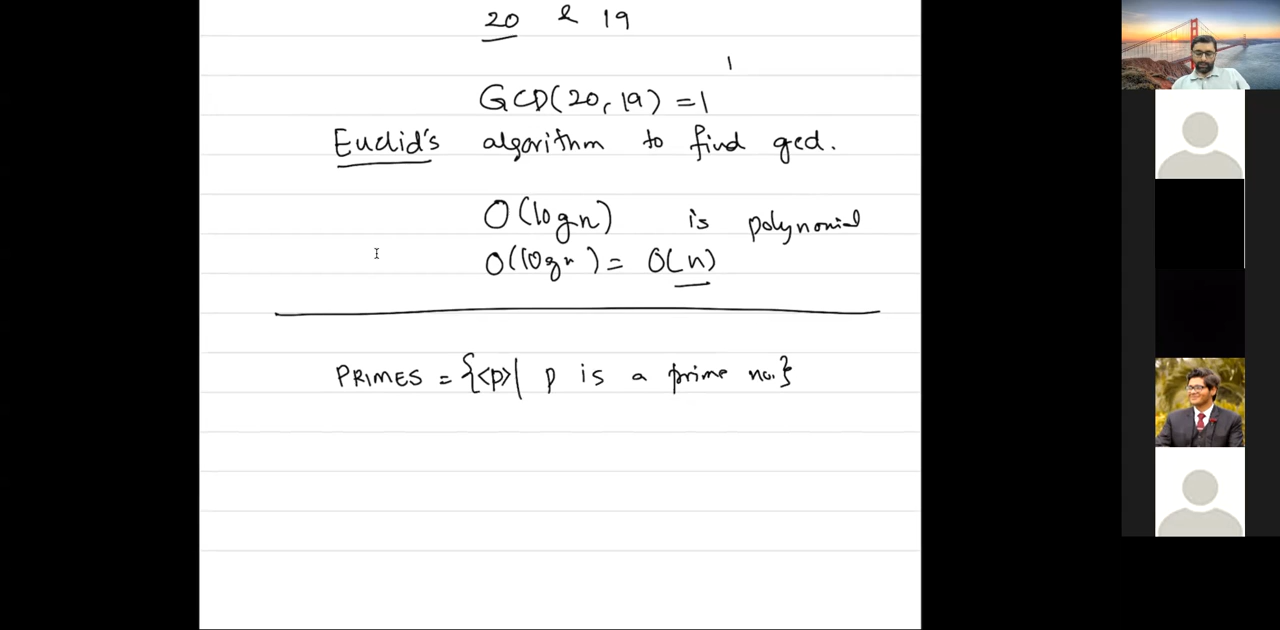 20 & 19
1
GCD(20, 19) = 1
Euclid's algorithm to find gcd.
O(log n) is polynomial
O(log n) = O(n)
PRIMES = {<p>| p is a prime no.}